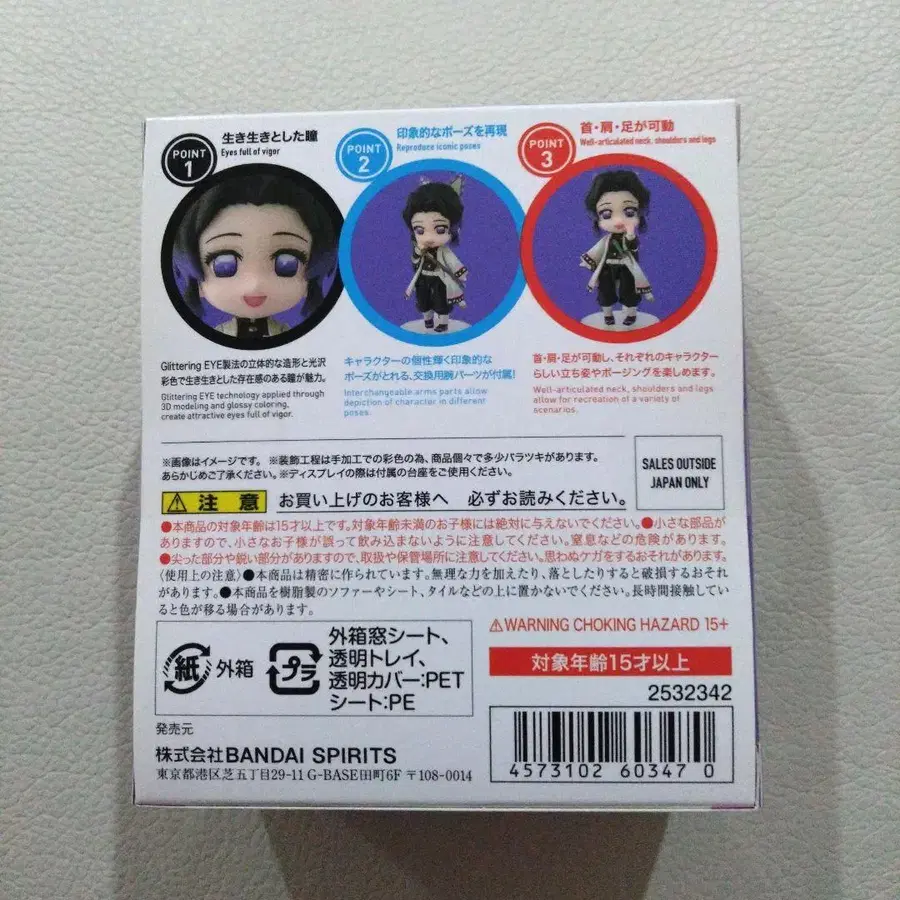 POINT 1
生き生きとした瞳
Eyes full of vigor
POINT 2
印象的なポーズを再現
Reproduce iconic poses
POINT 3
首・肩・足が可動
Well-articulated neck, shoulders and legs
Glittering EYE製法の立体的な造形と光沢
彩色で生き生きとした存在感のある瞳が魅力。
Glittering EYE technology applied through
3D modeling and glossy coloring,
create attractive eyes full of vigor.
キャラクターの個性輝く印象的な
ポーズがとれる、交換用腕パーツが付属!
Interchangeable arms parts allow
depiction of character in different
poses.
首・肩・足が可動し、それぞれのキャラクター
らしい立ち姿やポージングを楽しめます。
Well-articulated neck, shoulders and legs
allow for recreation of a variety of
scenarios.
※画像はイメージです。 ※装飾工程は手加工での彩色の為、商品個々で多少バラツキがあります。
あらかじめご了承ください。※ディスプレイの際は付属の台座をご使用ください。
SALES OUTSIDE
JAPAN ONLY
注意 お買い上げのお客様へ 必ずお読みください。
●本商品の対象年齢は15才以上です。対象年齢未満のお子様には絶対に与えないでください。●小さな部品が
ありますので、小さなお子様が誤って飲み込まないように注意してください。窒息などの危険があります。
●尖った部分や鋭い部分がありますので、取扱や保管場所に注意してください。思わぬケガをするおそれがあります。
〈使用上の注意〉●本商品は精密に作られています。無理な力を加えたり、落としたりすると破損するおそれ
があります。●本商品を樹脂製のソファーやシート、タイルなどの上に置かないでください。長時間接触してい
ると色が移る場合があります。
紙 外箱
プラ 外箱窓シート、
透明トレイ、
透明カバー:PET
シート:PE
⚠WARNING CHOKING HAZARD 15+
対象年齢15才以上
2532342
4573102 60347 0
発売元
株式会社BANDAI SPIRITS
東京都港区芝五丁目29-11 G-BASE田町6F 〒108-0014